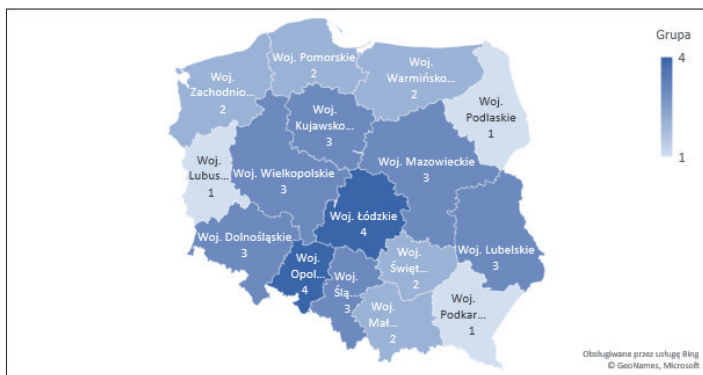 Grupa
4
1
Woj. Pomorskie
2
Woj.
Warmińsko...
2
Woj.
Zachodnio...
2
Woj.
Podlaskie
1
Woj.
Kujawsko...
3
Woj. Mazowieckie
3
Woj.
Lubus...
1
Woj. Wielkopolskie
3
Woj. Łódzkie
4
Woj. Dolnośląskie
3
Woj. Lubelskie
3
Woj.
Opol...
4
Woj.
Ślą...
3
Woj.
Święt...
2
Woj.
Mał...
2
Woj.
Podkar...
1
Obsługiwane przez usługę Bing
© GeoNames, Microsoft